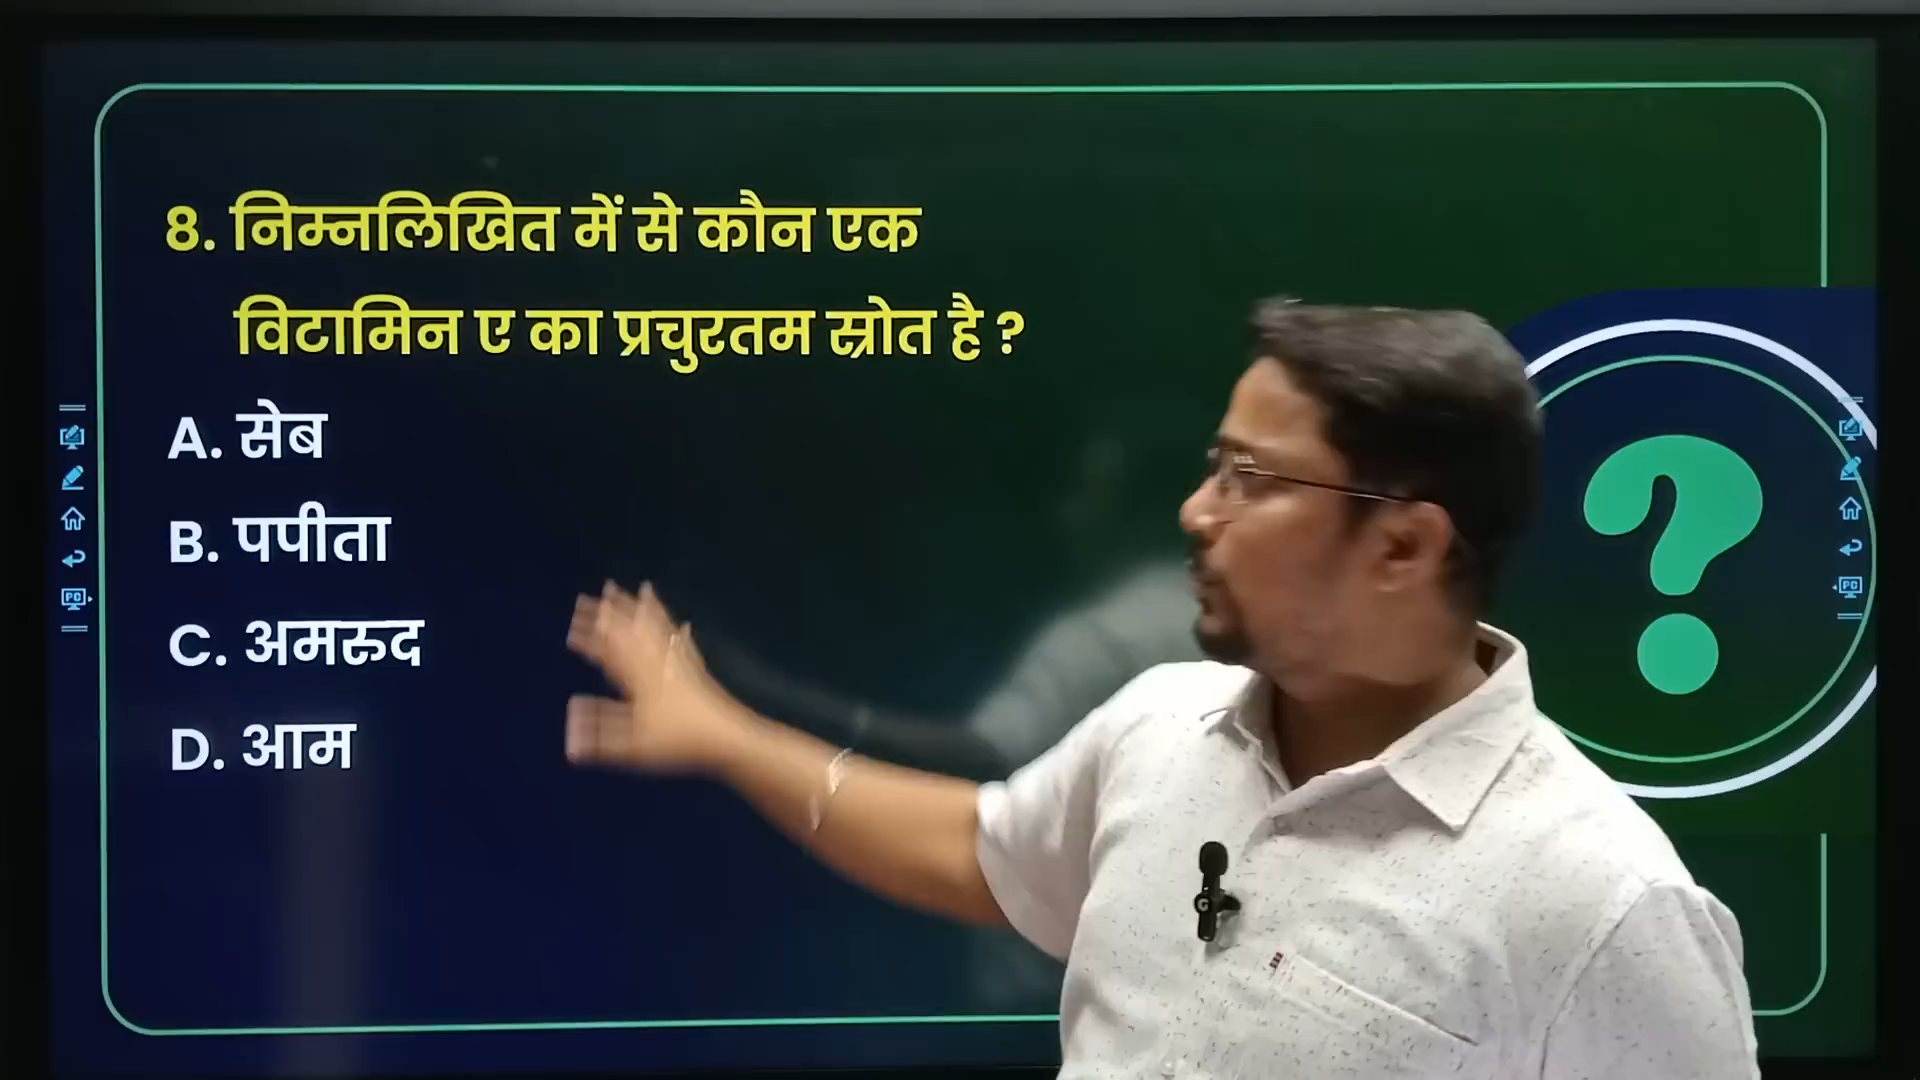 8. निम्नलिखित में से कौन एक
विटामिन ए का प्रचुरतम स्रोत है ?
A. सेब
B. पपीता
C. अमरुद
D. आम